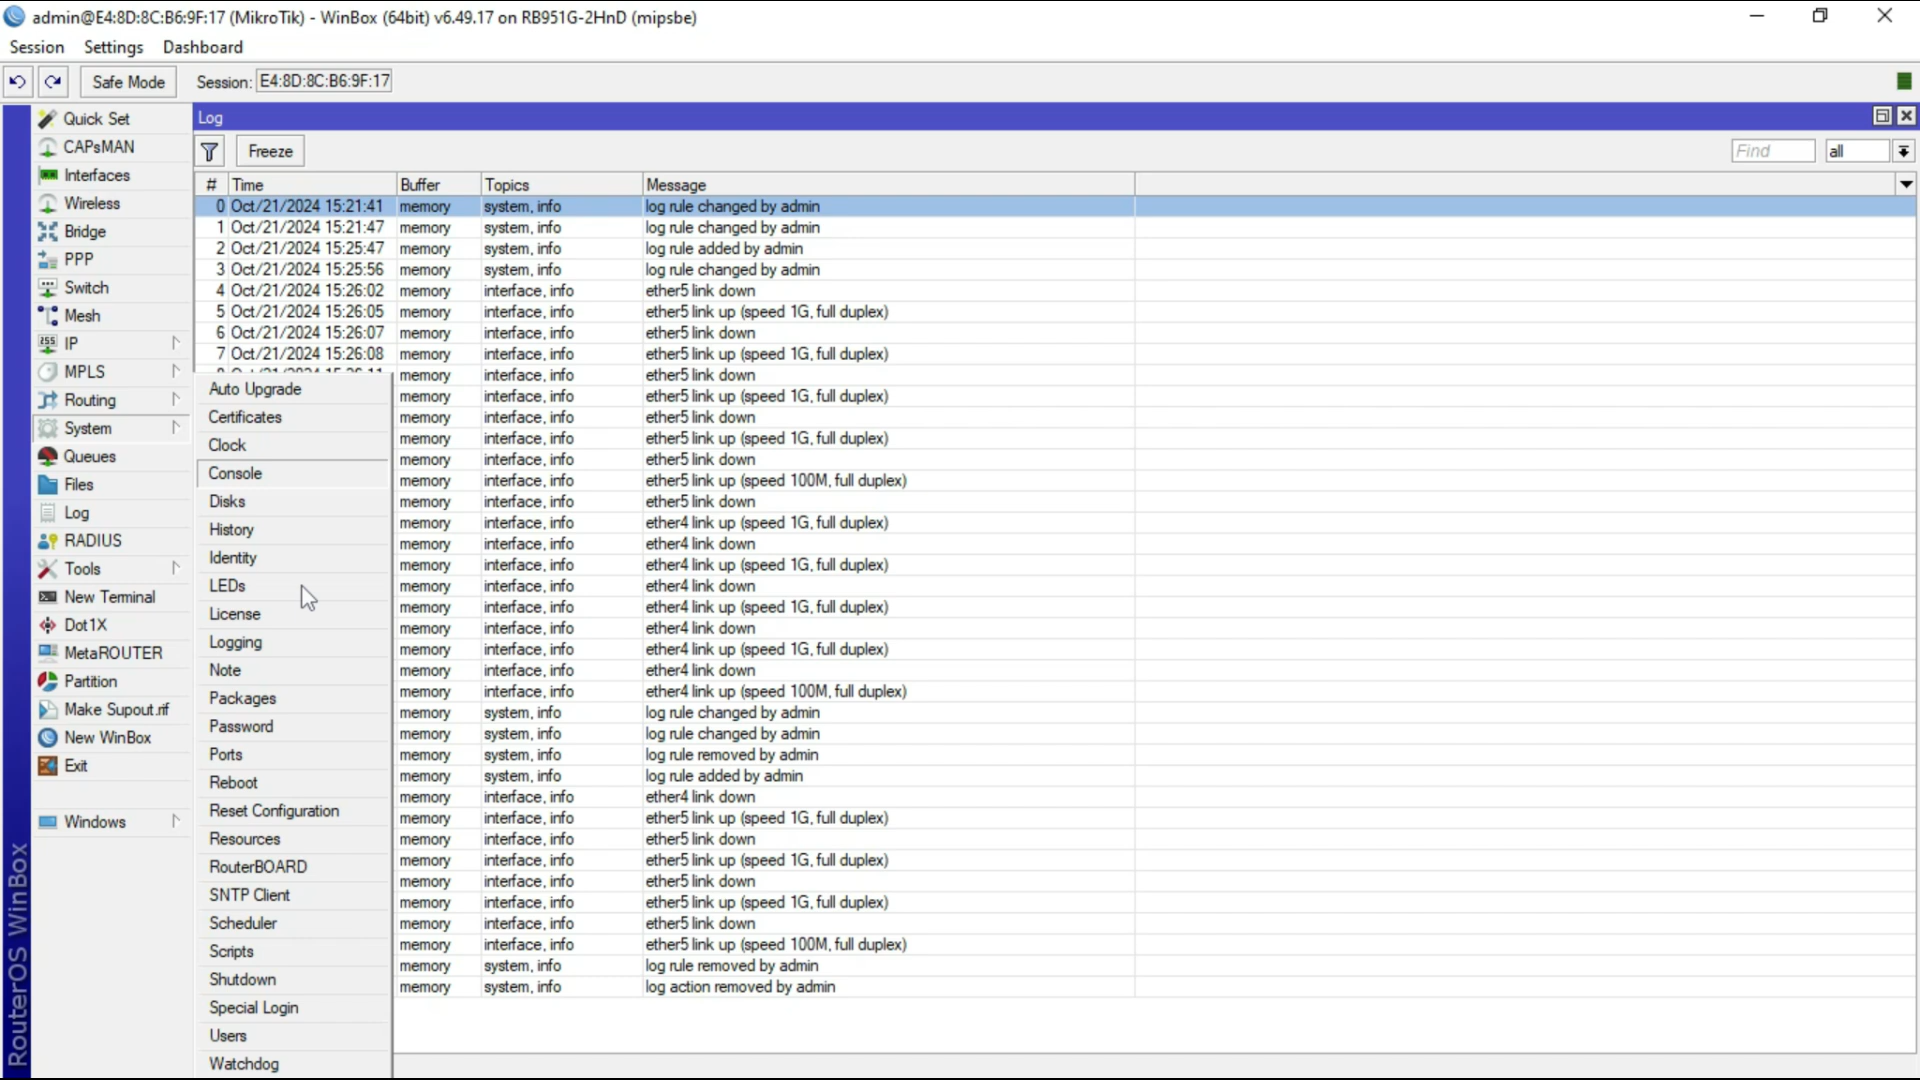 admin@E4:8D:8C:B6:9F:17 (MikroTik) - WinBox (64bit) v6.49.17 on RB951G-2HnD (mipsbe)
Session Settings Dashboard
Safe Mode Session: E4:8D:8C:B6:9F:17
Quick Set
CAPsMAN
Interfaces
Wireless
Bridge
PPP
Switch
Mesh
IP
MPLS
Routing
System
Queues
Files
Log
RADIUS
Tools
New Terminal
Dot1X
MetaROUTER
Partition
Make Supout.rif
New WinBox
Exit
Windows
RouterOS WinBox
Auto Upgrade
Certificates
Clock
Console
Disks
History
Identity
LEDs
License
Logging
Note
Packages
Password
Ports
Reboot
Reset Configuration
Resources
RouterBOARD
SNTP Client
Scheduler
Scripts
Shutdown
Special Login
Users
Watchdog
Log
Freeze Find all
# Time Buffer Topics Message
0 Oct/21/2024 15:21:41 memory system, info log rule changed by admin
1 Oct/21/2024 15:21:47 memory system, info log rule changed by admin
2 Oct/21/2024 15:25:47 memory system, info log rule added by admin
3 Oct/21/2024 15:25:56 memory system, info log rule changed by admin
4 Oct/21/2024 15:26:02 memory interface, info ether5 link down
5 Oct/21/2024 15:26:05 memory interface, info ether5 link up (speed 1G, full duplex)
6 Oct/21/2024 15:26:07 memory interface, info ether5 link down
7 Oct/21/2024 15:26:08 memory interface, info ether5 link up (speed 1G, full duplex)
memory interface, info ether5 link down
memory interface, info ether5 link up (speed 1G, full duplex)
memory interface, info ether5 link down
memory interface, info ether5 link up (speed 1G, full duplex)
memory interface, info ether5 link down
memory interface, info ether5 link up (speed 100M, full duplex)
memory interface, info ether5 link down
memory interface, info ether4 link up (speed 1G, full duplex)
memory interface, info ether4 link down
memory interface, info ether4 link up (speed 1G, full duplex)
memory interface, info ether4 link down
memory interface, info ether4 link up (speed 1G, full duplex)
memory interface, info ether4 link down
memory interface, info ether4 link up (speed 1G, full duplex)
memory interface, info ether4 link down
memory interface, info ether4 link up (speed 100M, full duplex)
memory system, info log rule changed by admin
memory system, info log rule changed by admin
memory system, info log rule removed by admin
memory system, info log rule added by admin
memory interface, info ether4 link down
memory interface, info ether5 link up (speed 1G, full duplex)
memory interface, info ether5 link down
memory interface, info ether5 link up (speed 1G, full duplex)
memory interface, info ether5 link down
memory interface, info ether5 link up (speed 1G, full duplex)
memory interface, info ether5 link down
memory interface, info ether5 link up (speed 100M, full duplex)
memory system, info log rule removed by admin
memory system, info log action removed by admin